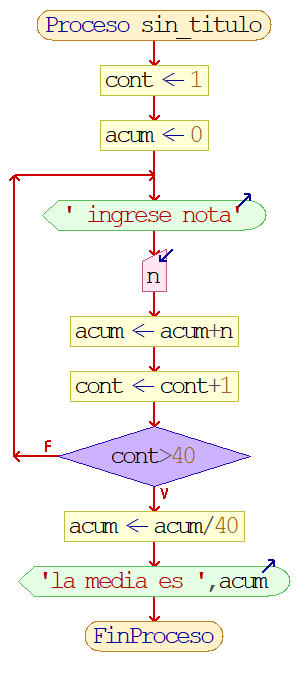 Proceso sin_titulo
cont ← 1
acum ← 0
' ingrese nota'
n
acum ← acum+n
cont ← cont+1
F
cont>40
V
acum ← acum/40
'la media es ',acum
FinProceso